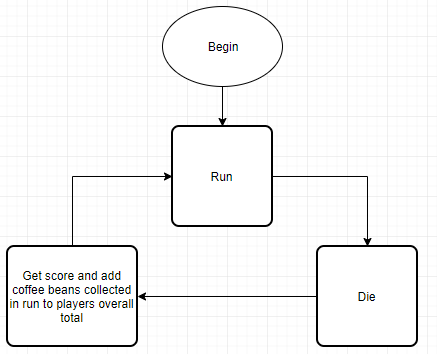 Begin
Run
Get score and add
coffee beans collected
in run to players overall
total
Die